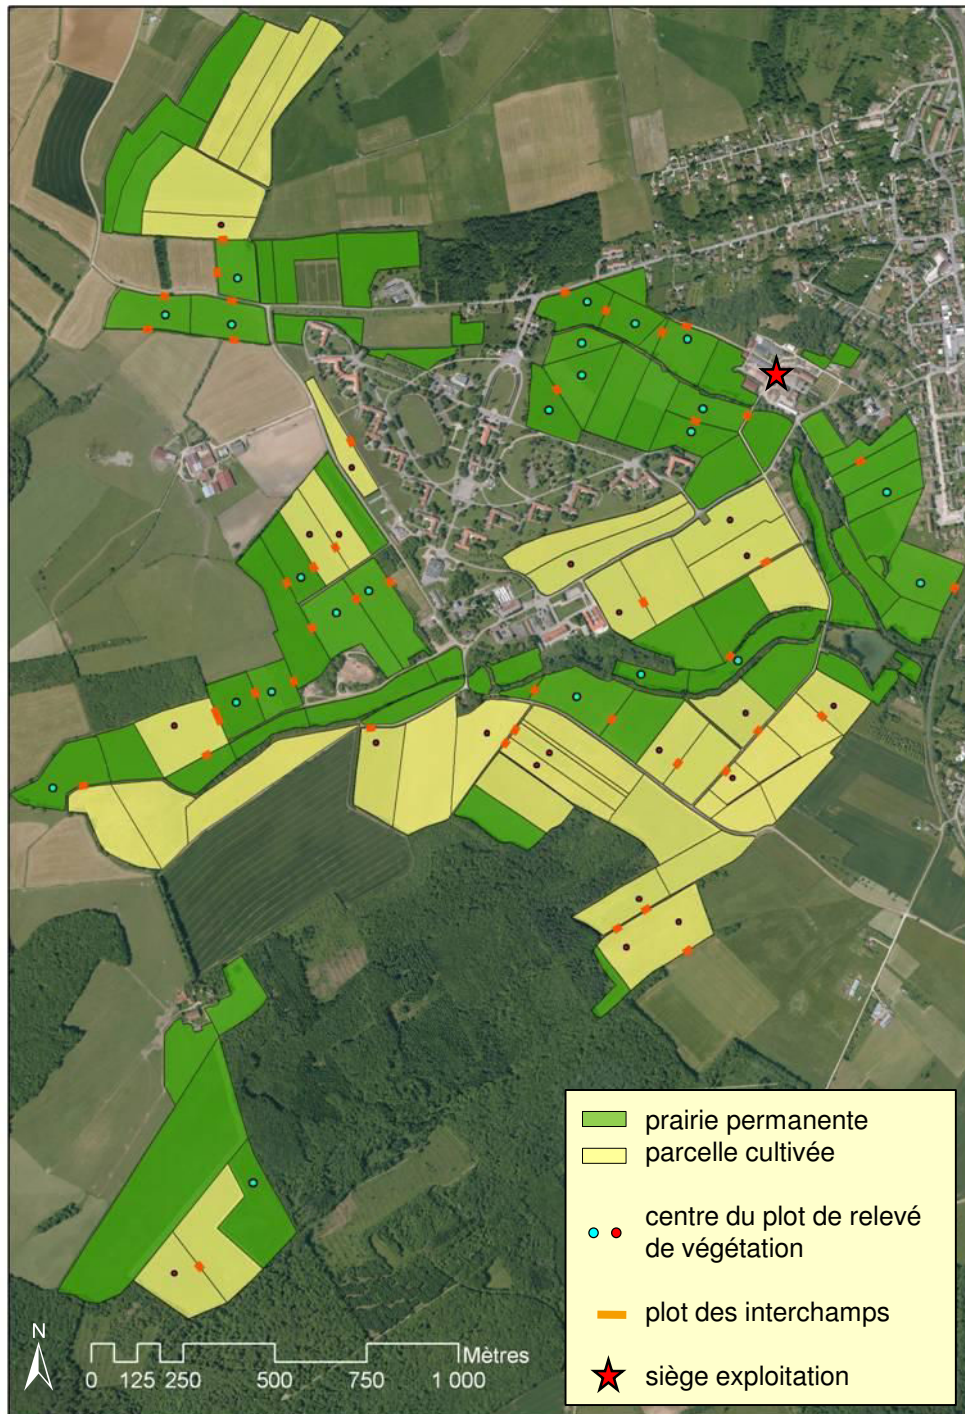 prairie permanente
parcelle cultivée
centre du plot de relevé
de végétation
plot des interchamps
siège exploitation
N
Mètres
0 125 250 500 750 1 000